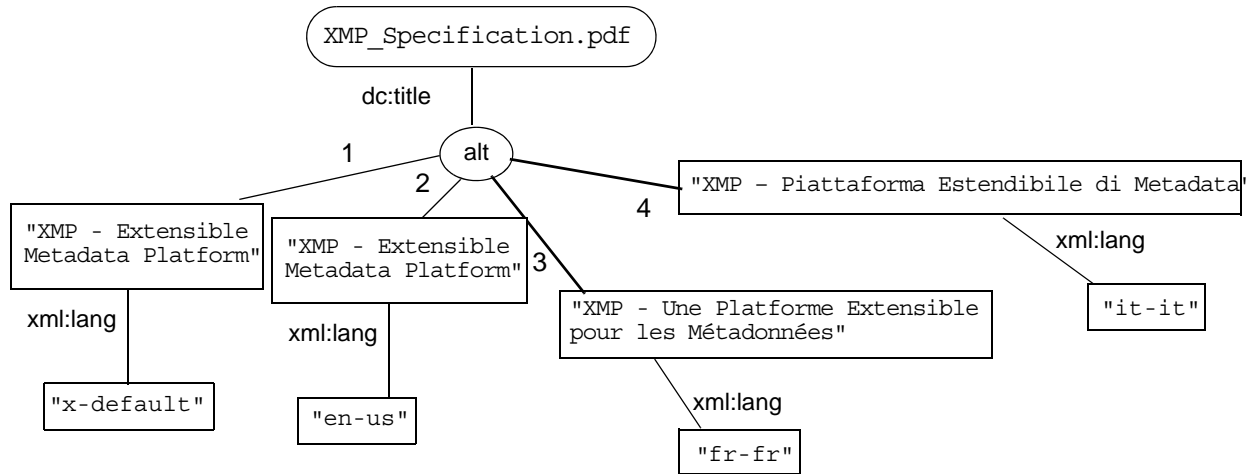 XMP_Specification.pdf
dc:title
alt
1
2
3
4
"XMP - Extensible
Metadata Platform"
xml:lang
"x-default"
"XMP - Extensible
Metadata Platform"
xml:lang
"en-us"
"XMP - Une Platforme Extensible
pour les Métadonnées"
xml:lang
"fr-fr"
"XMP – Piattaforma Estendibile di Metadata"
xml:lang
"it-it"